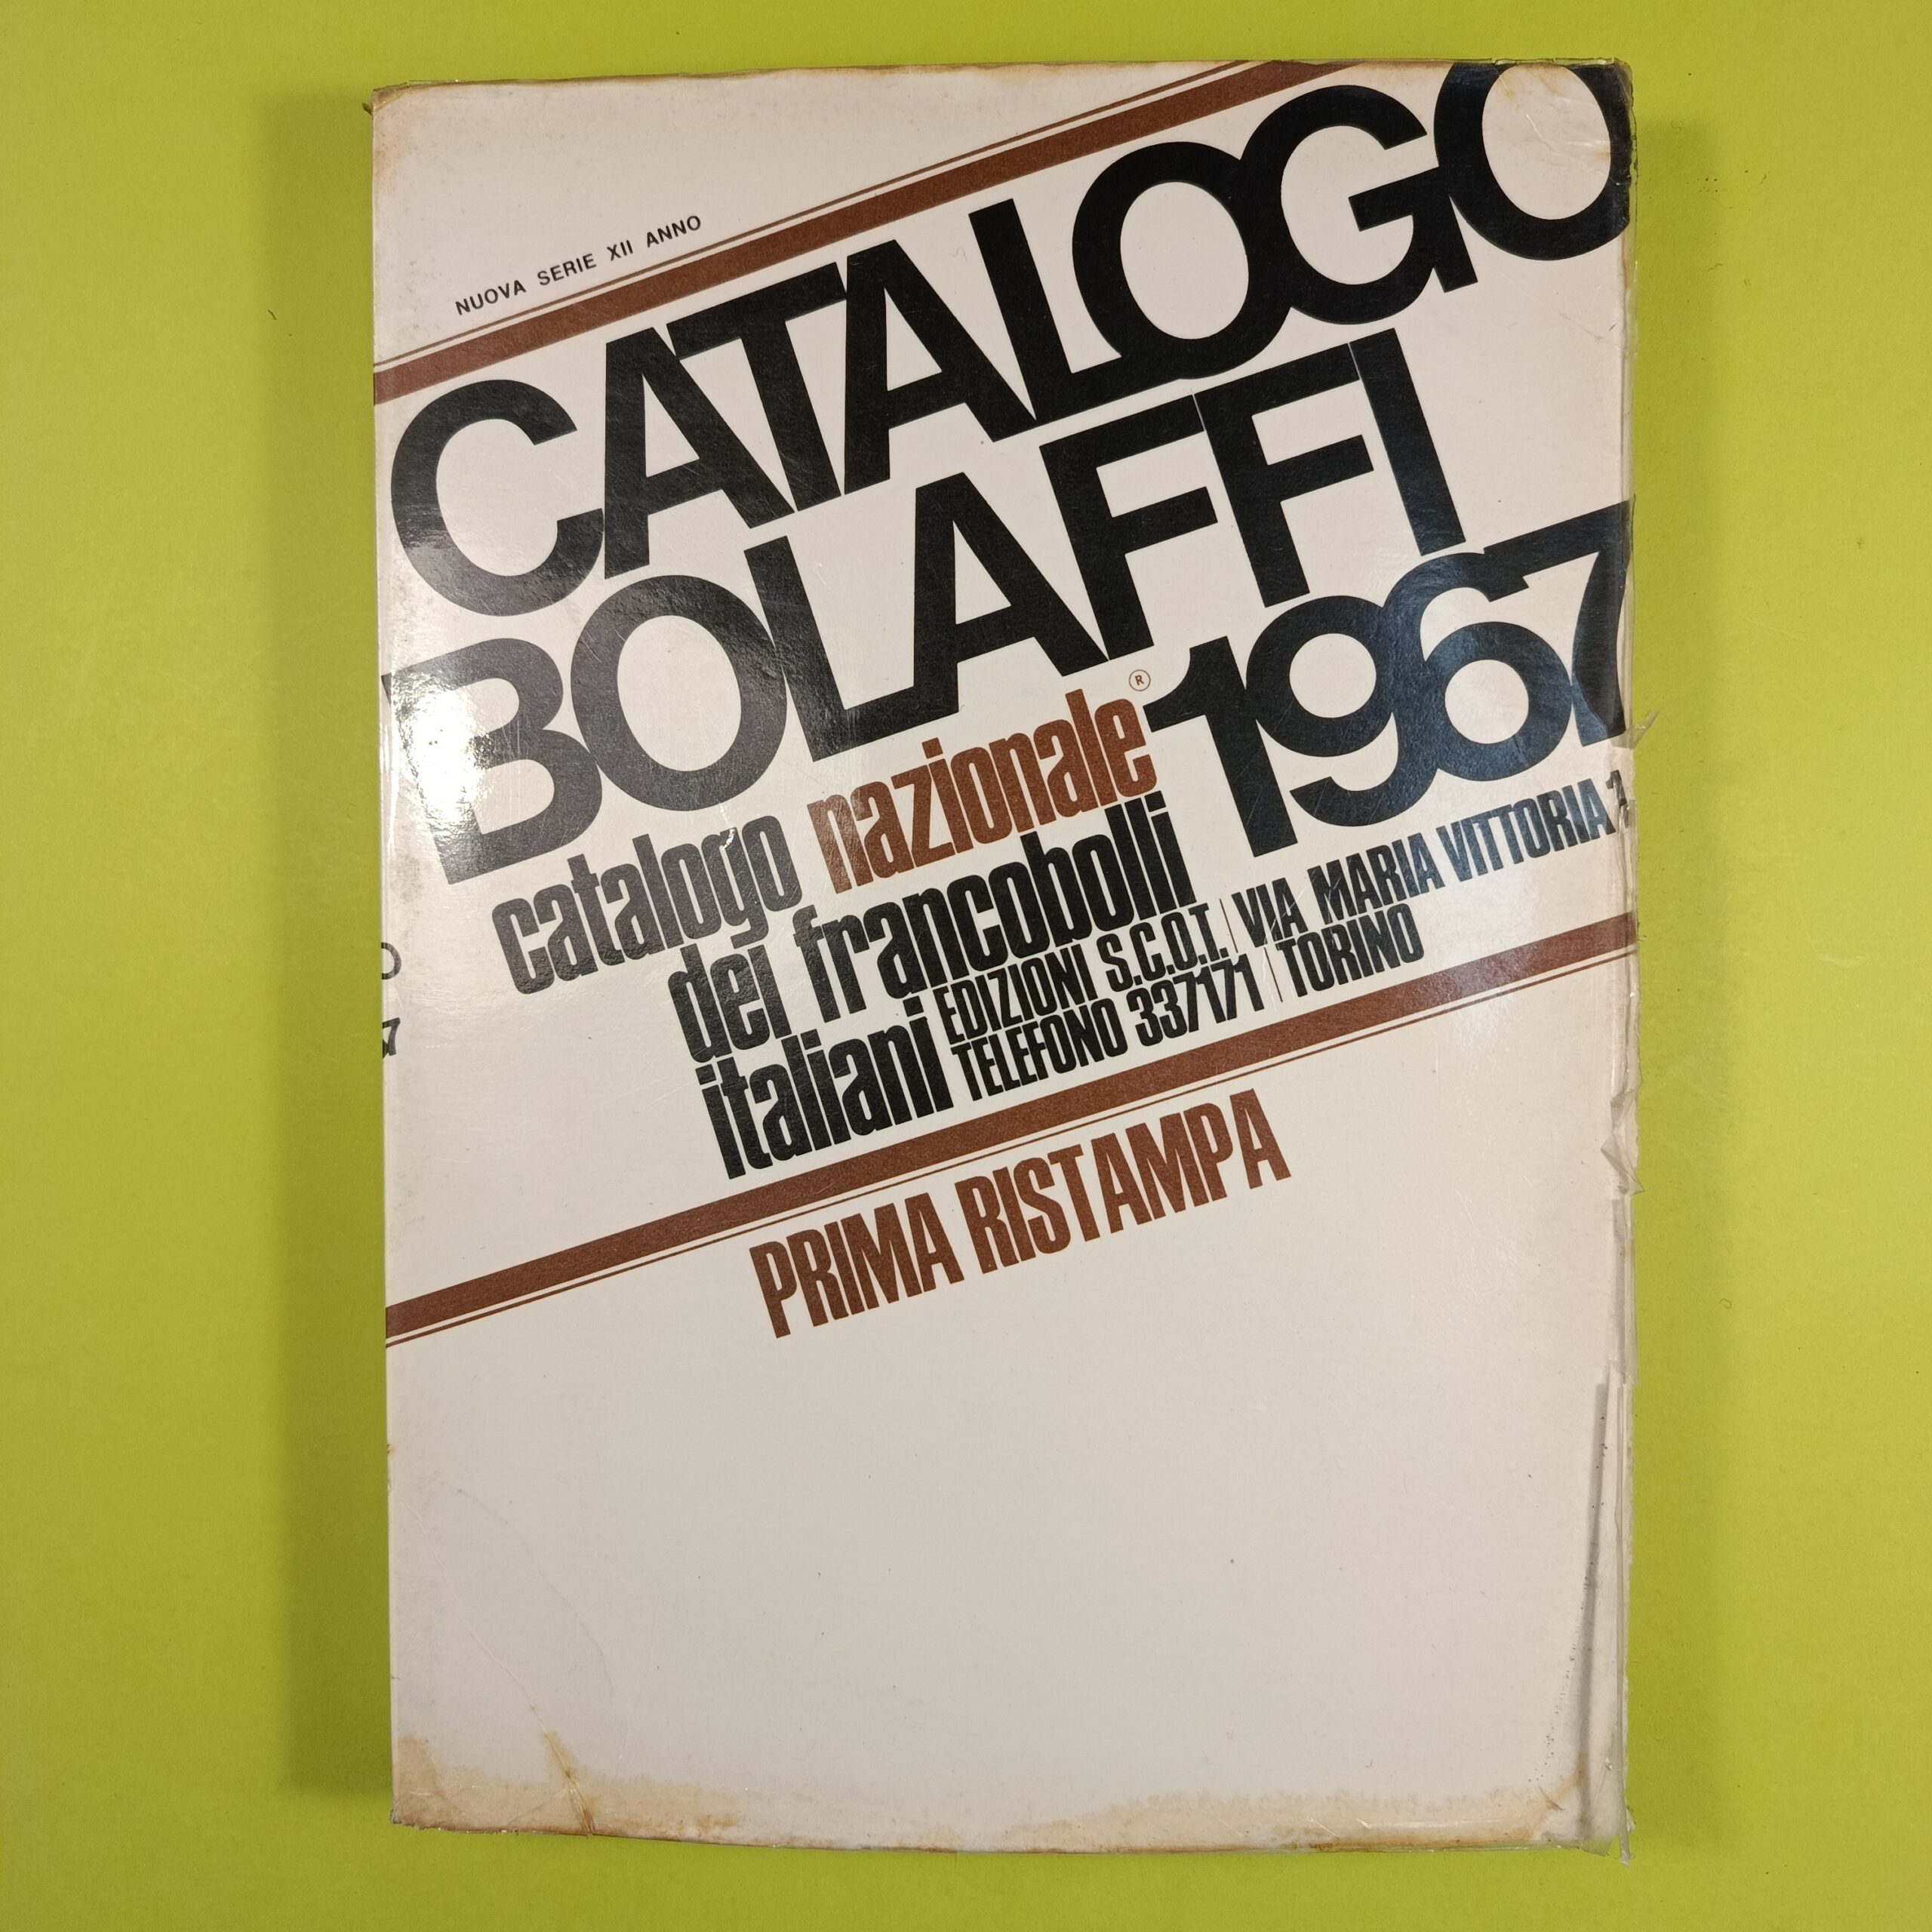 NUOVA SERIE XII ANNO
CATALOGO
BOLAFFI
®
1967
catalogo nazionale
dei francobolli
italiani
EDIZIONI S.C.O.T. | VIA MARIA VITTORIA
TELEFONO 337171 | TORINO
PRIMA RISTAMPA